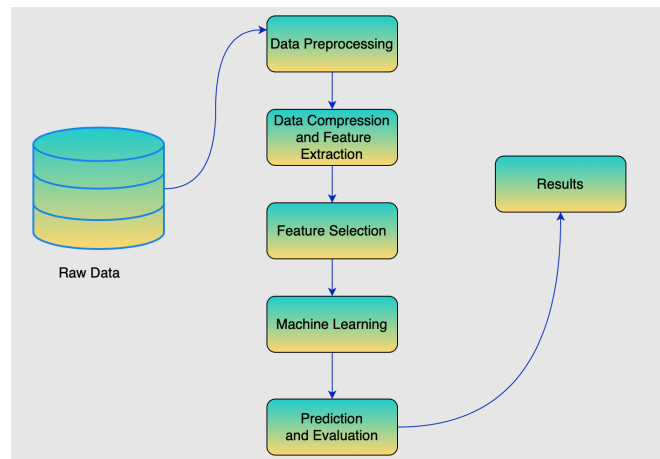 Raw Data
Data Preprocessing
Data Compression
and Feature
Extraction
Feature Selection
Machine Learning
Prediction
and Evaluation
Results